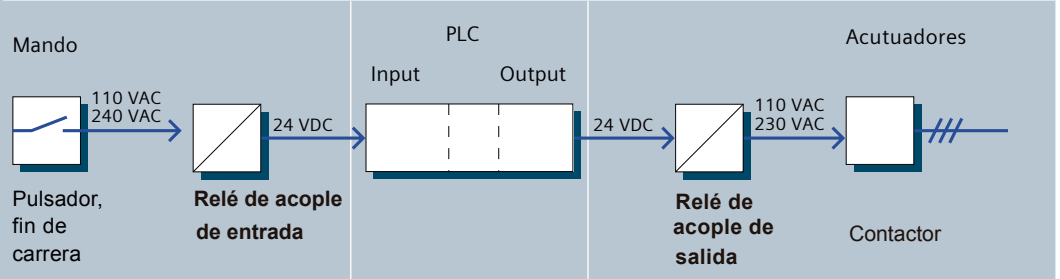 Mando
PLC
Acutuadores
Input
Output
110 VAC
240 VAC
24 VDC
24 VDC
110 VAC
230 VAC
Pulsador,
fin de
carrera
Relé de acople
de entrada
Relé de
acople de
salida
Contactor